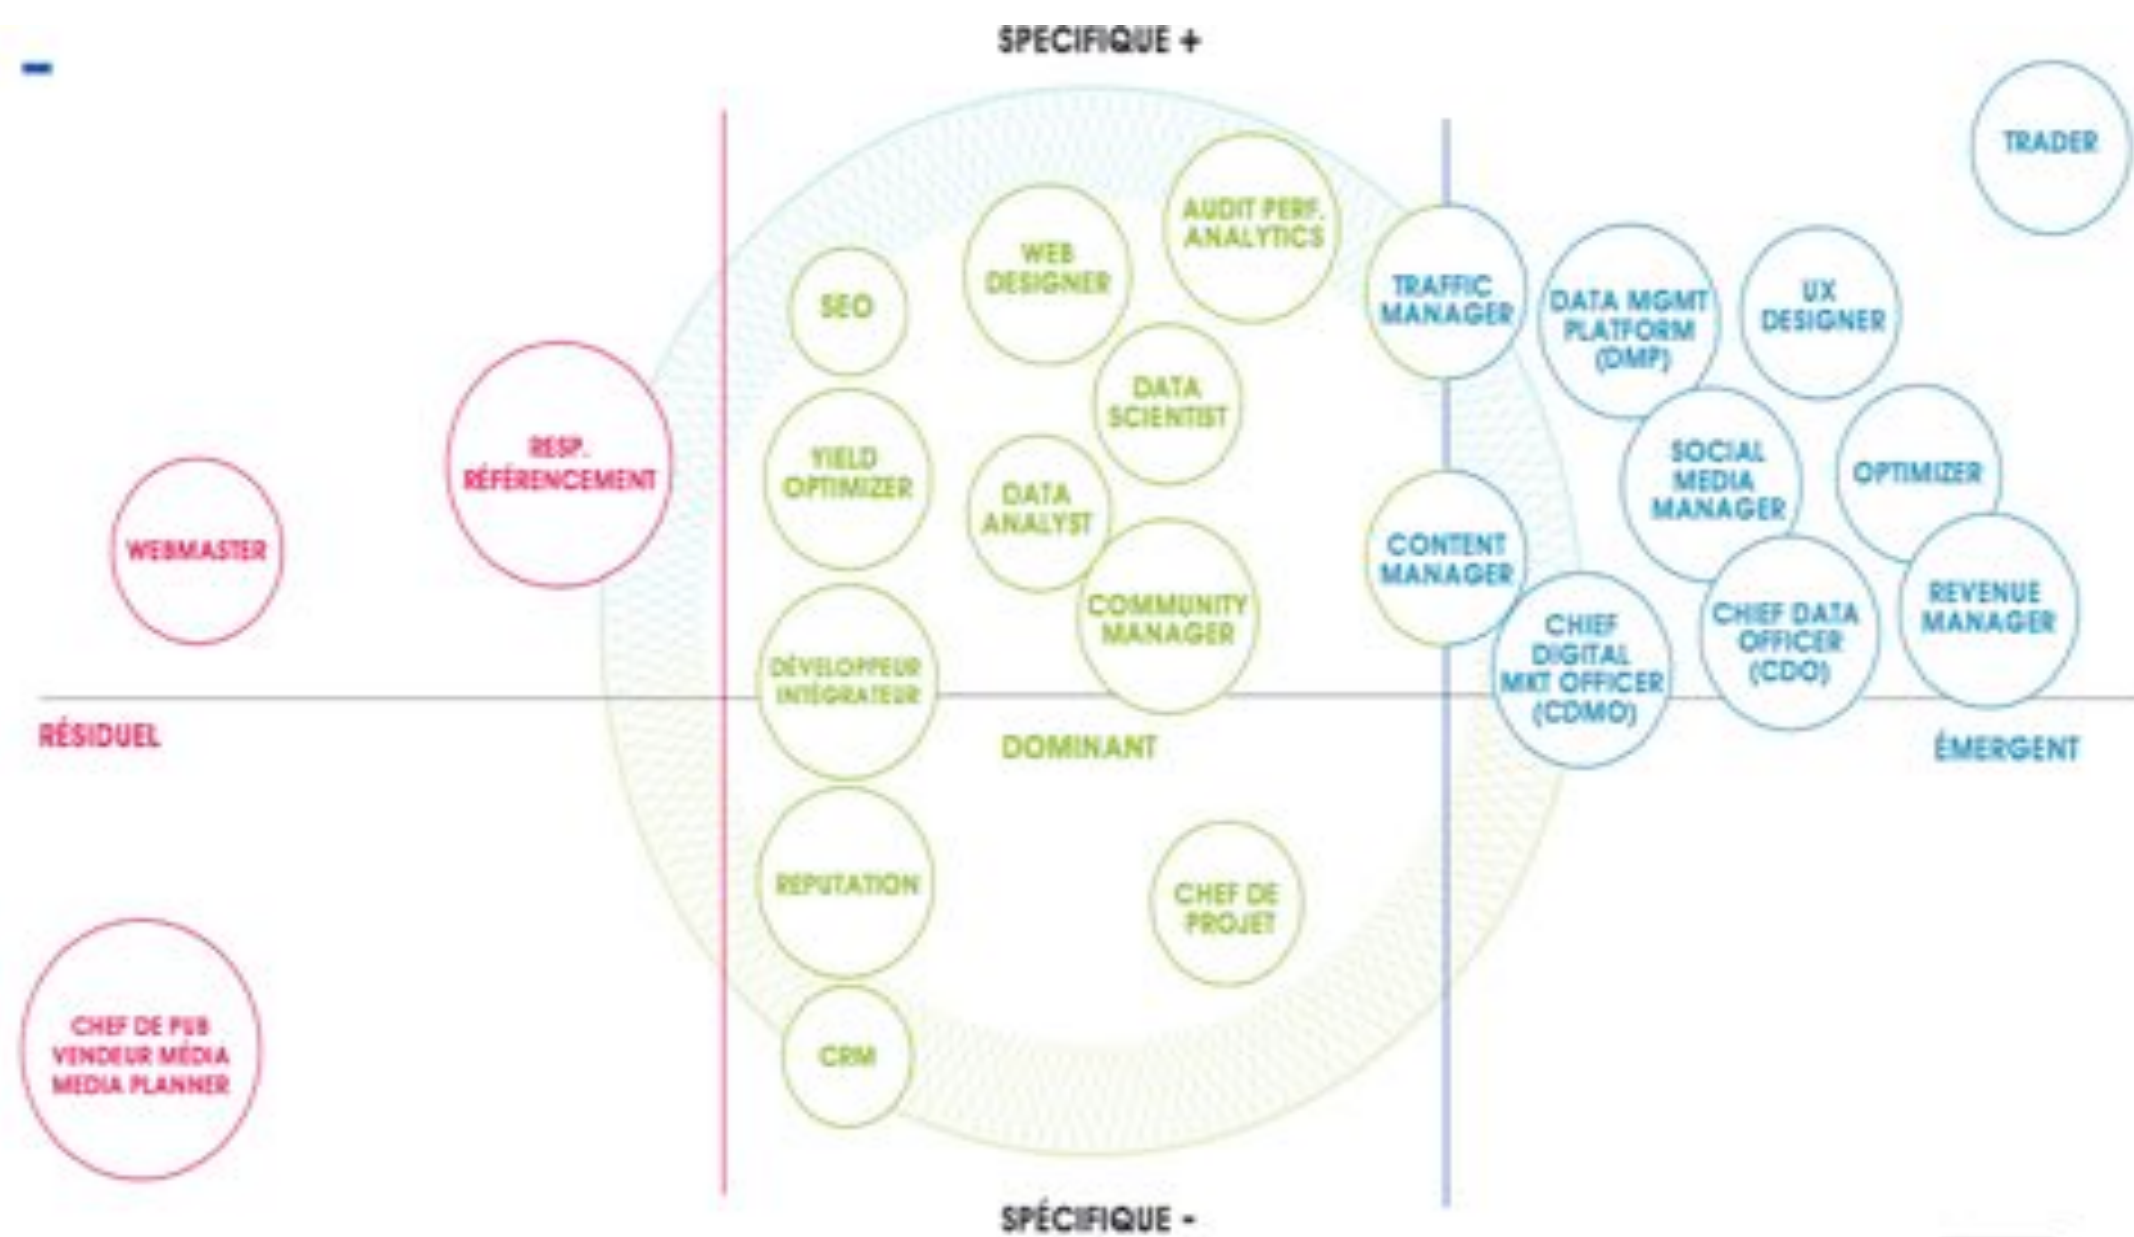 SPECIFIQUE +
TRADER
AUDIT PERF.
ANALYTICS
WEB
DESIGNER
SEO
TRAFFIC
MANAGER
DATA MGMT
PLATFORM
(DMP)
UX
DESIGNER
DATA
SCIENTIST
RESP.
RÉFÉRENCEMENT
YIELD
OPTIMIZER
DATA
ANALYST
SOCIAL
MEDIA
MANAGER
OPTIMIZER
WEBMASTER
CONTENT
MANAGER
COMMUNITY
MANAGER
CHIEF
DIGITAL
MKT OFFICER
(CDMO)
CHIEF DATA
OFFICER
(CDO)
REVENUE
MANAGER
DÉVELOPPEUR
INTÉGRATEUR
RÉSIDUEL
DOMINANT
ÉMERGENT
REPUTATION
CHEF DE
PROJET
CHEF DE PUB
VENDEUR MÉDIA
MEDIA PLANNER
CRM
SPÉCIFIQUE -